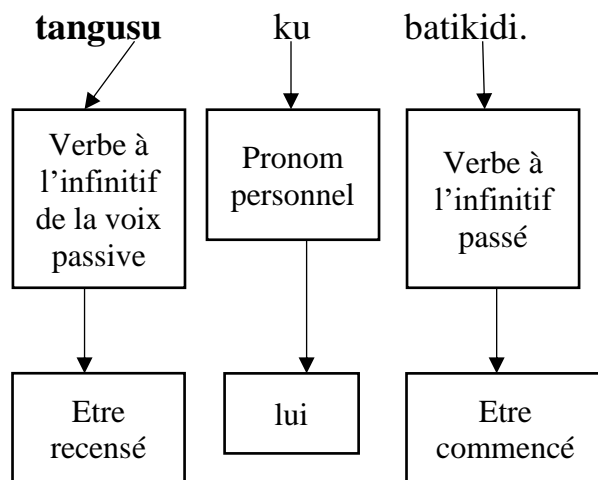 tangusu ku batikidi.
Verbe à
l’infinitif
de la voix
passive
Pronom
personnel
Verbe à
l’infinitif
passé
Etre
recensé
lui
Etre
commencé